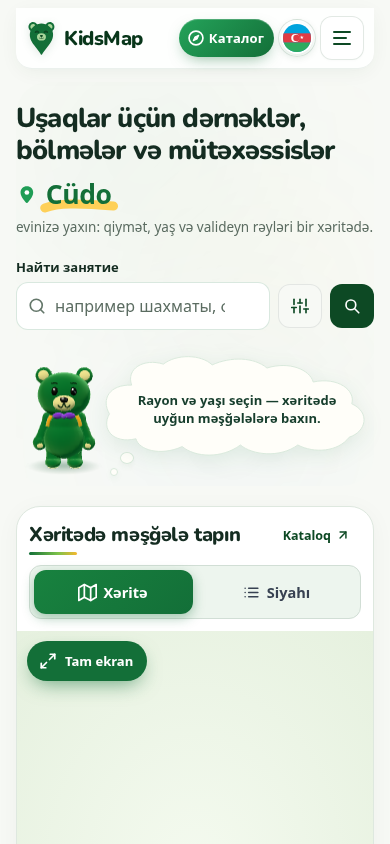 KidsMap
Каталог
Uşaqlar üçün dərnəklər,
bölmələr və mütəxəssislər
Cüdo
evinizə yaxın: qiymət, yaş və valideyn rəyləri bir xəritədə.
Найти занятие
например шахматы, с
Rayon və yaşı seçin — xəritədə
uyğun məşğələlərə baxın.
Xəritədə məşğələ tapın
Kataloq
Xəritə
Siyahı
Tam ekran